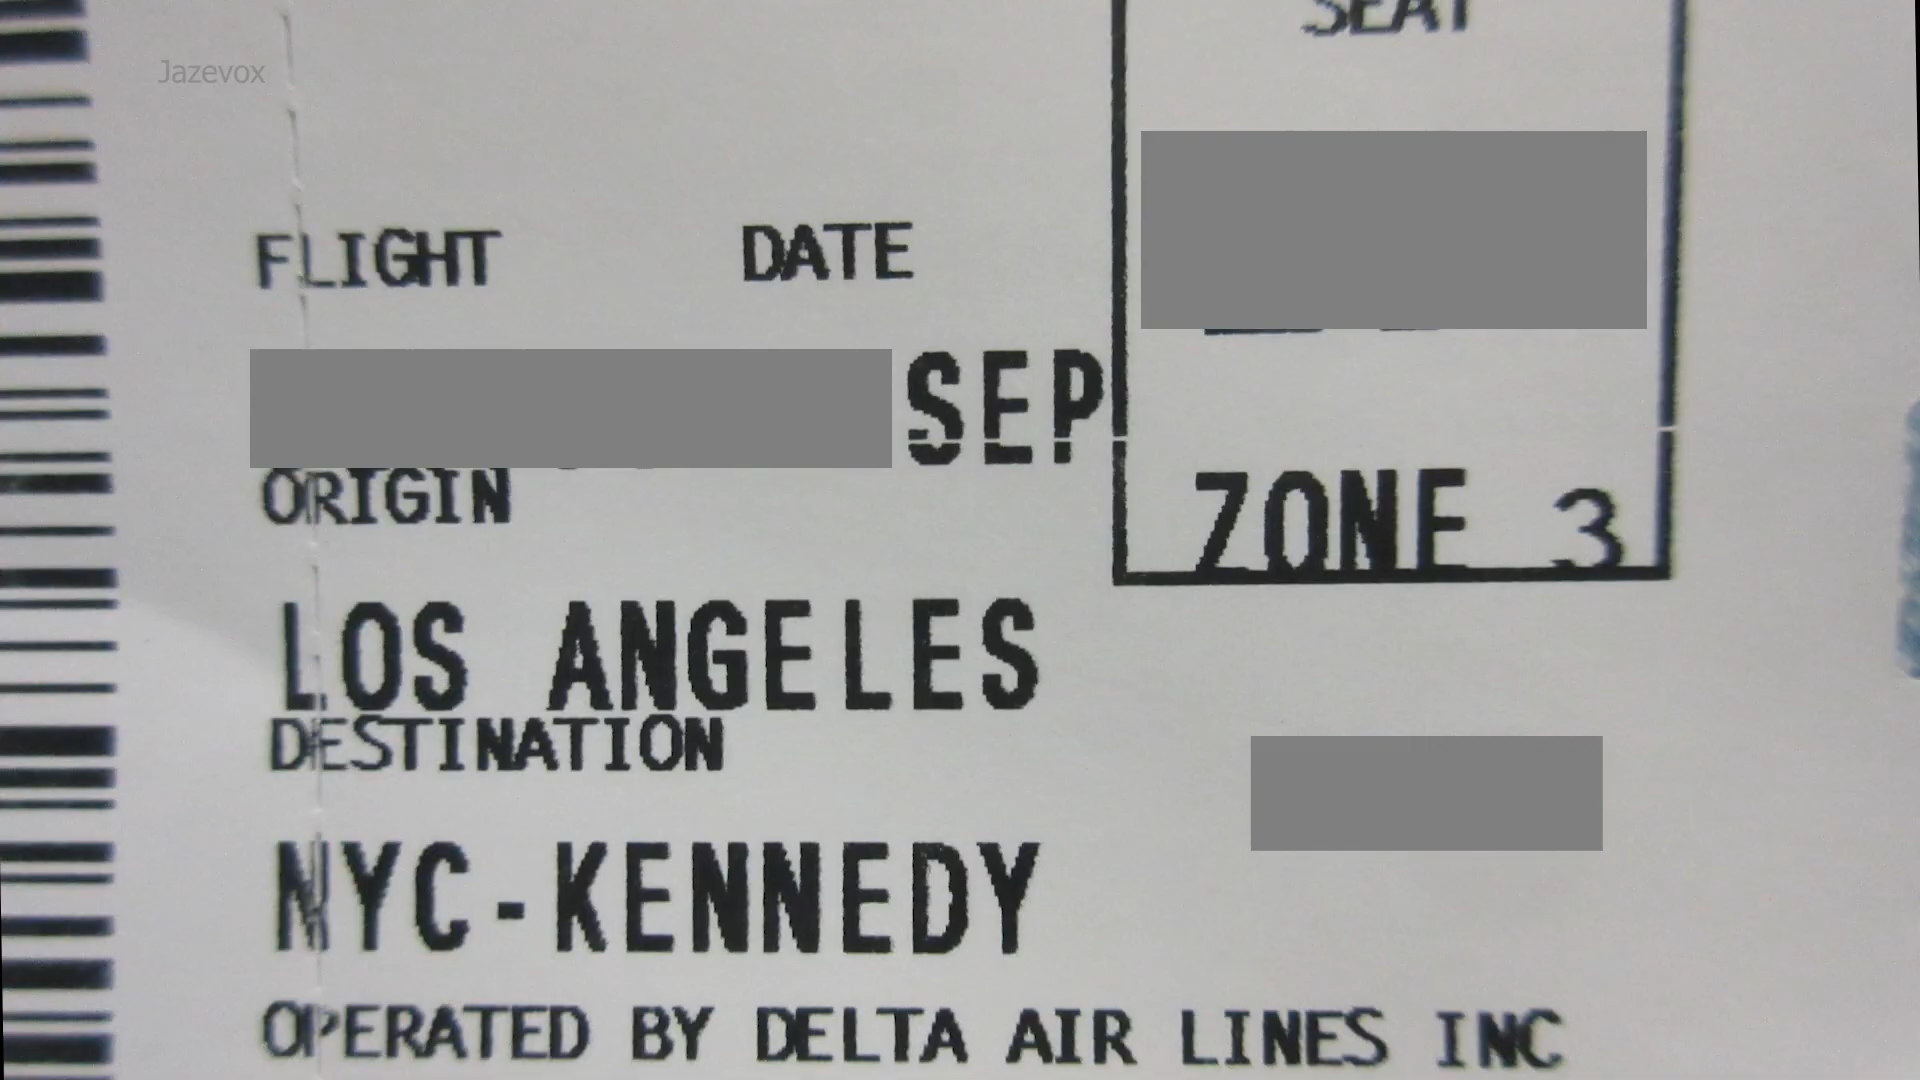 SEAT
Jazevox
FLIGHT DATE
SEP
ZONE 3
ORIGIN
LOS ANGELES
DESTINATION
NYC-KENNEDY
OPERATED BY DELTA AIR LINES INC